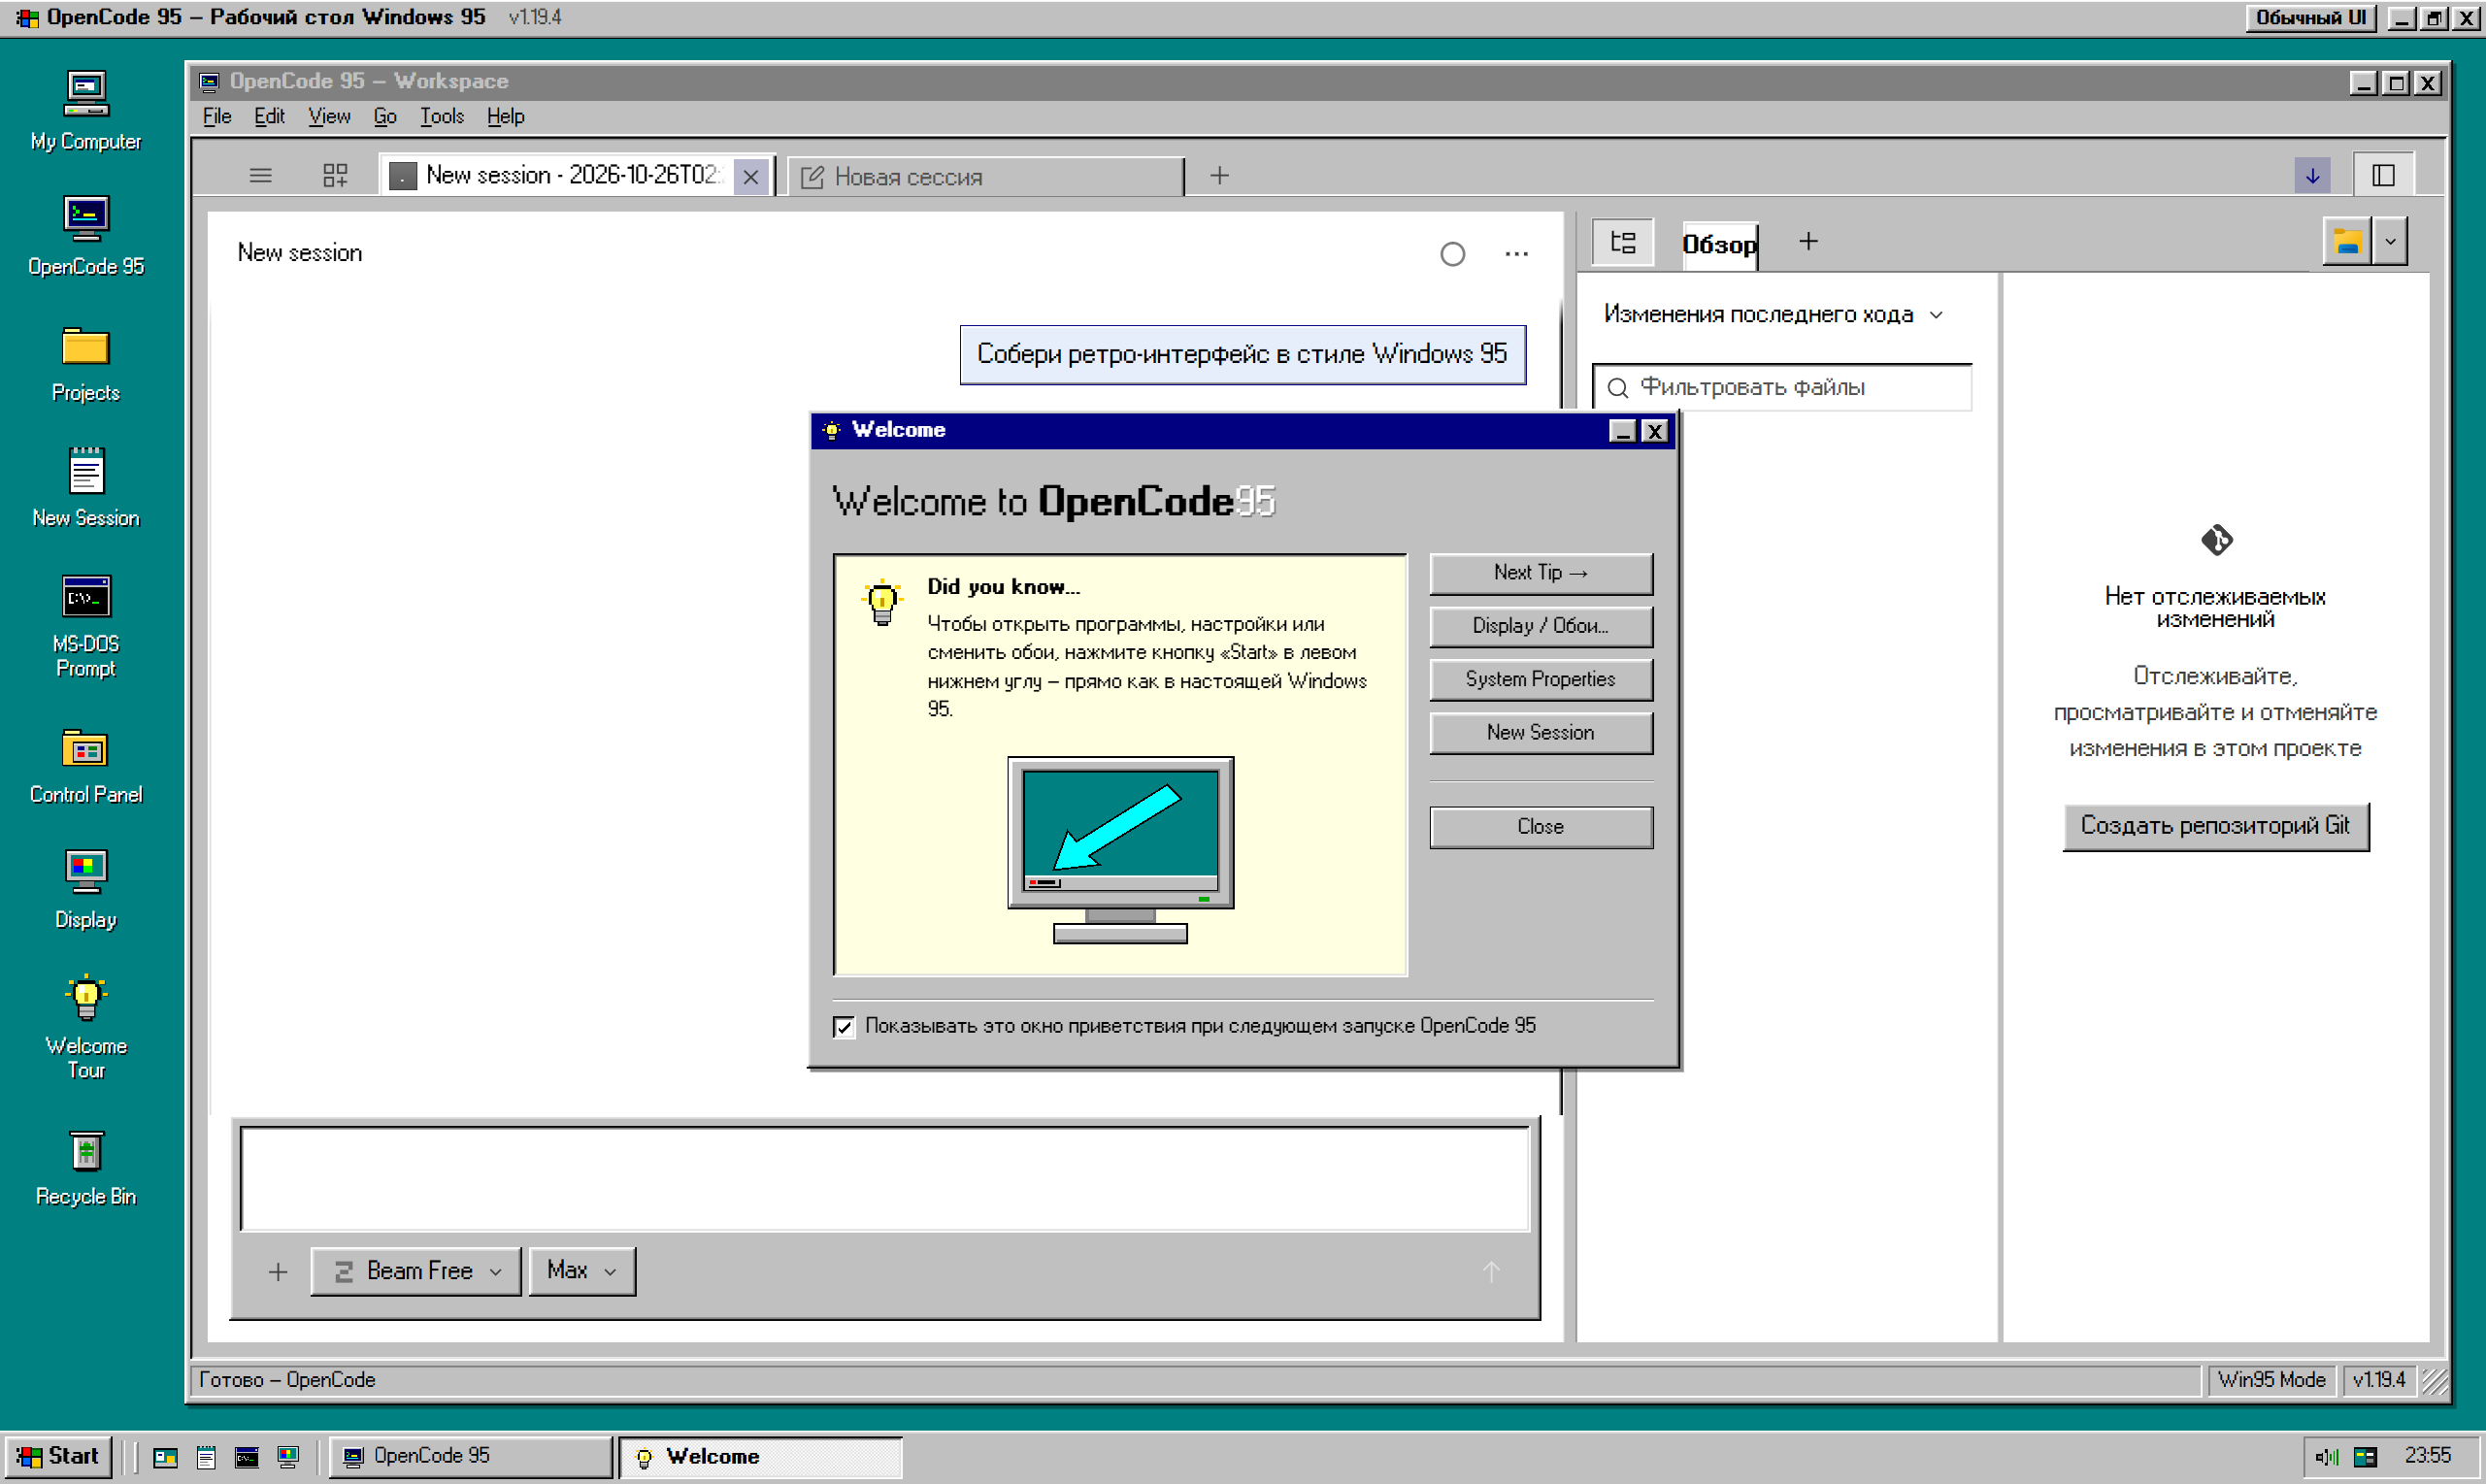 OpenCode 95 – Рабочий стол Windows 95 v1.19.4
Обычный UI
My Computer
OpenCode 95
Projects
New Session
MS-DOS
Prompt
Control Panel
Display
Welcome
Tour
Recycle Bin
OpenCode 95 – Workspace
File Edit View Go Tools Help
New session - 2026-10-26T02:
Новая сессия
New session
Собери ретро-интерфейс в стиле Windows 95
Обзор
Изменения последнего хода
Фильтровать файлы
Нет отслеживаемых
изменений
Отслеживайте,
просматривайте и отменяйте
изменения в этом проекте
Создать репозиторий Git
Welcome
Welcome to OpenCode95
Did you know...
Чтобы открыть программы, настройки или
сменить обои, нажмите кнопку «Start» в левом
нижнем углу – прямо как в настоящей Windows
95.
Next Tip →
Display / Обои...
System Properties
New Session
Close
Показывать это окно приветствия при следующем запуске OpenCode 95
Beam Free
Max
Готово – OpenCode
Win95 Mode
v1.19.4
Start
OpenCode 95
Welcome
23:55